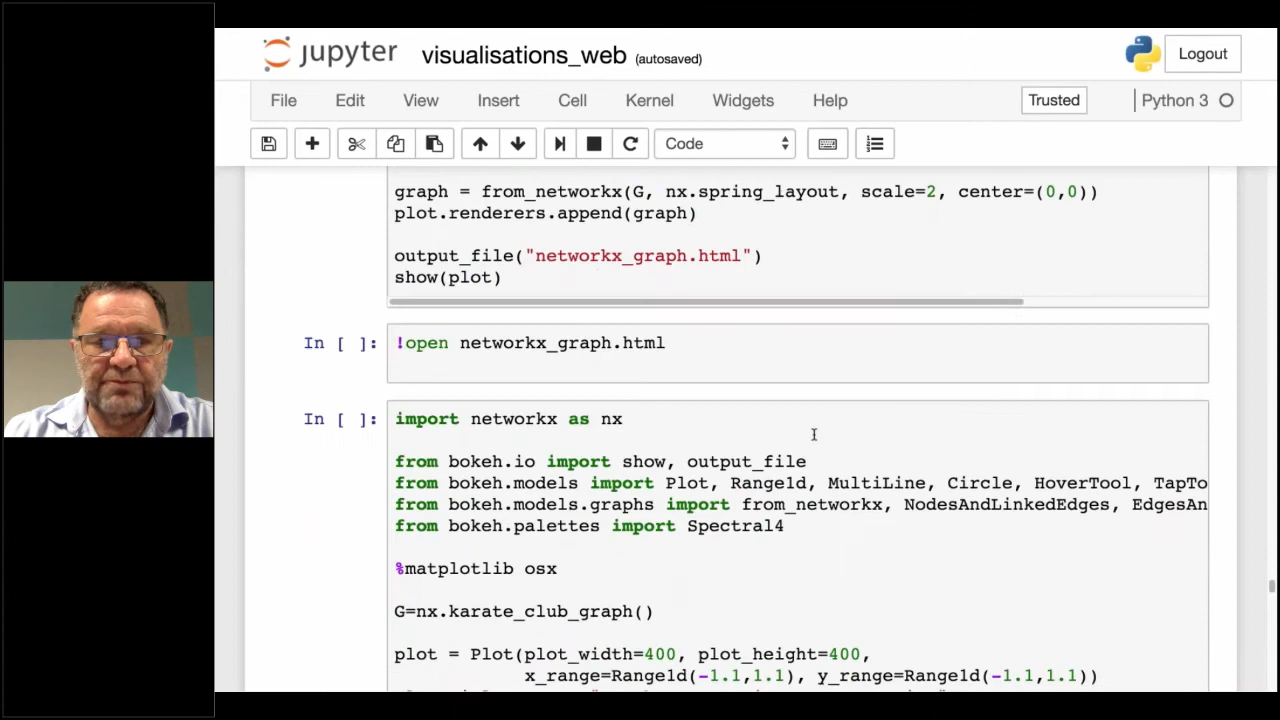 jupyter visualisations_web (autosaved) Logout
File Edit View Insert Cell Kernel Widgets Help Trusted Python 3
Code
graph = from_networkx(G, nx.spring_layout, scale=2, center=(0,0))
plot.renderers.append(graph)
output_file("networkx_graph.html")
show(plot)
In [ ]: !open networkx_graph.html
In [ ]: import networkx as nx
from bokeh.io import show, output_file
from bokeh.models import Plot, Range1d, MultiLine, Circle, HoverTool, TapTo
from bokeh.models.graphs import from_networkx, NodesAndLinkedEdges, EdgesAn
from bokeh.palettes import Spectral4
%matplotlib osx
G=nx.karate_club_graph()
plot = Plot(plot_width=400, plot_height=400,
x_range=Range1d(-1.1,1.1), y_range=Range1d(-1.1,1.1))